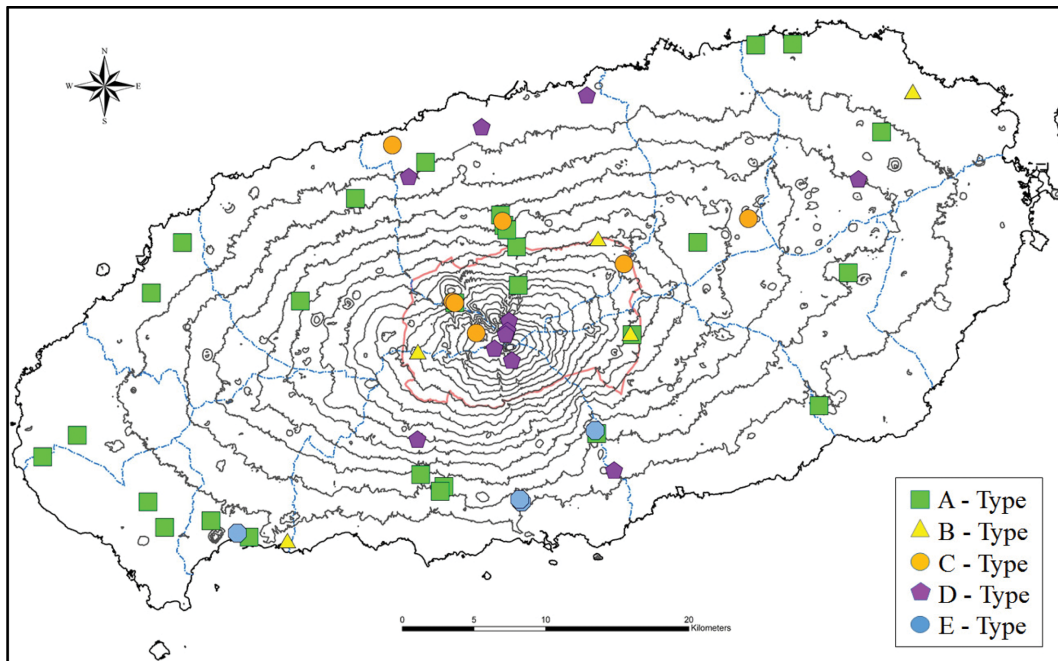 N
W E
S
A - Type
B - Type
C - Type
D - Type
E - Type
0 5 10 20
Kilometers